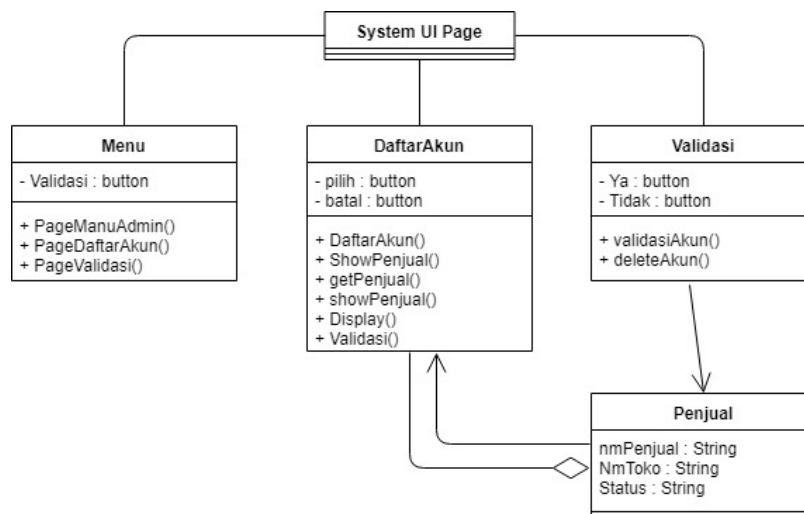 System UI Page
Menu
- Validasi : button
+ PageManuAdmin()
+ PageDaftarAkun()
+ PageValidasi()
DaftarAkun
- pilih : button
- batal : button
+ DaftarAkun()
+ ShowPenjual()
+ getPenjual()
+ showPenjual()
+ Display()
+ Validasi()
Validasi
- Ya : button
- Tidak : button
+ validasiAkun()
+ deleteAkun()
Penjual
nmPenjual : String
NmToko : String
Status : String